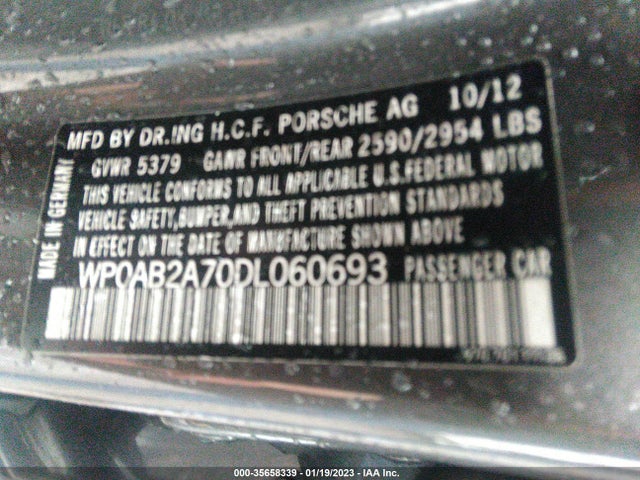 MFD BY DR.ING H.C.F. PORSCHE AG 10/12
GVWR 5379 GAWR FRONT/REAR 2590/2954 LBS
THIS VEHICLE CONFORMS TO ALL APPLICABLE U.S.FEDERAL MOTOR
VEHICLE SAFETY,BUMPER,AND THEFT PREVENTION STANDARDS
IN EFFECT ON THE DATE OF MANUFACTURE SHOWN ABOVE
WP0AB2A70DL060693 PASSENGER CAR
MADE IN GERMANY
000-35658339 - 01/19/2023 - IAA Inc.